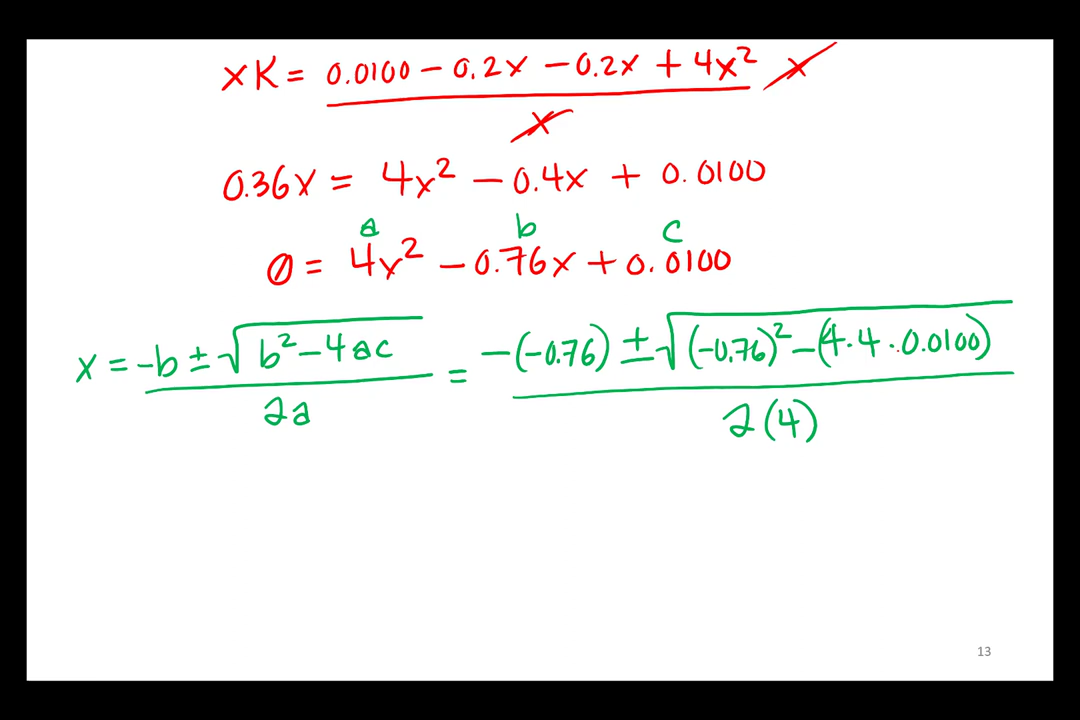 xK = 0.0100 - 0.2x - 0.2x + 4x² x
x
0.36x = 4x² - 0.4x + 0.0100
a b c
0 = 4x² - 0.76x + 0.0100
x = -b ± √b² - 4ac = -(-0.76) ± √(-0.76)² - (4·4··0.0100)
2a 2(4)
13